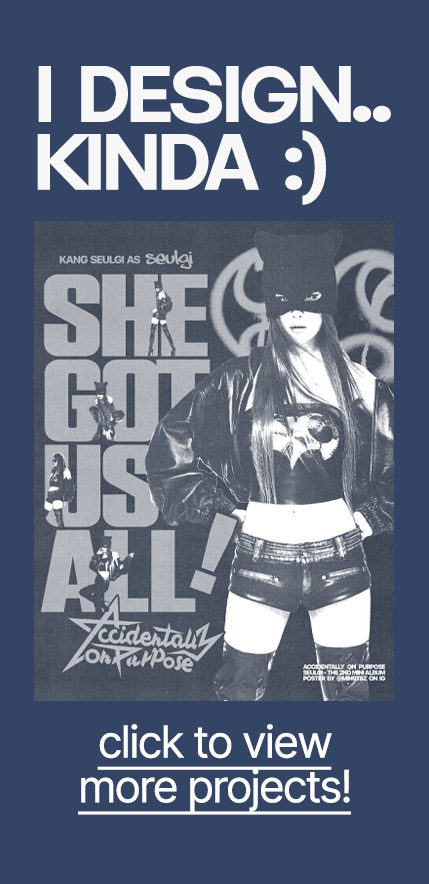 I DESIGN..
KINDA :)
KANG SEULGI AS seulgi
SHE
GOT
US
ALL!
Accidentally
On Purpose
ACCIDENTALLY ON PURPOSE
SEULGI - THE 2ND MINI ALBUM
click to view
more projects!